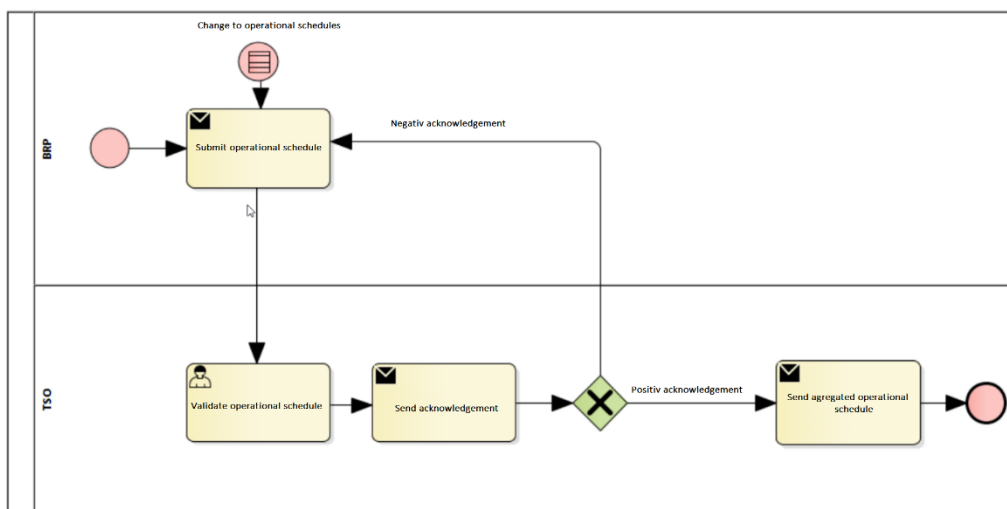 Change to operational schedules
BRP
Submit operational schedule
Negativ acknowledgement
TSO
Validate operational schedule
Send acknowledgement
Positiv acknowledgement
Send agregated operational
schedule